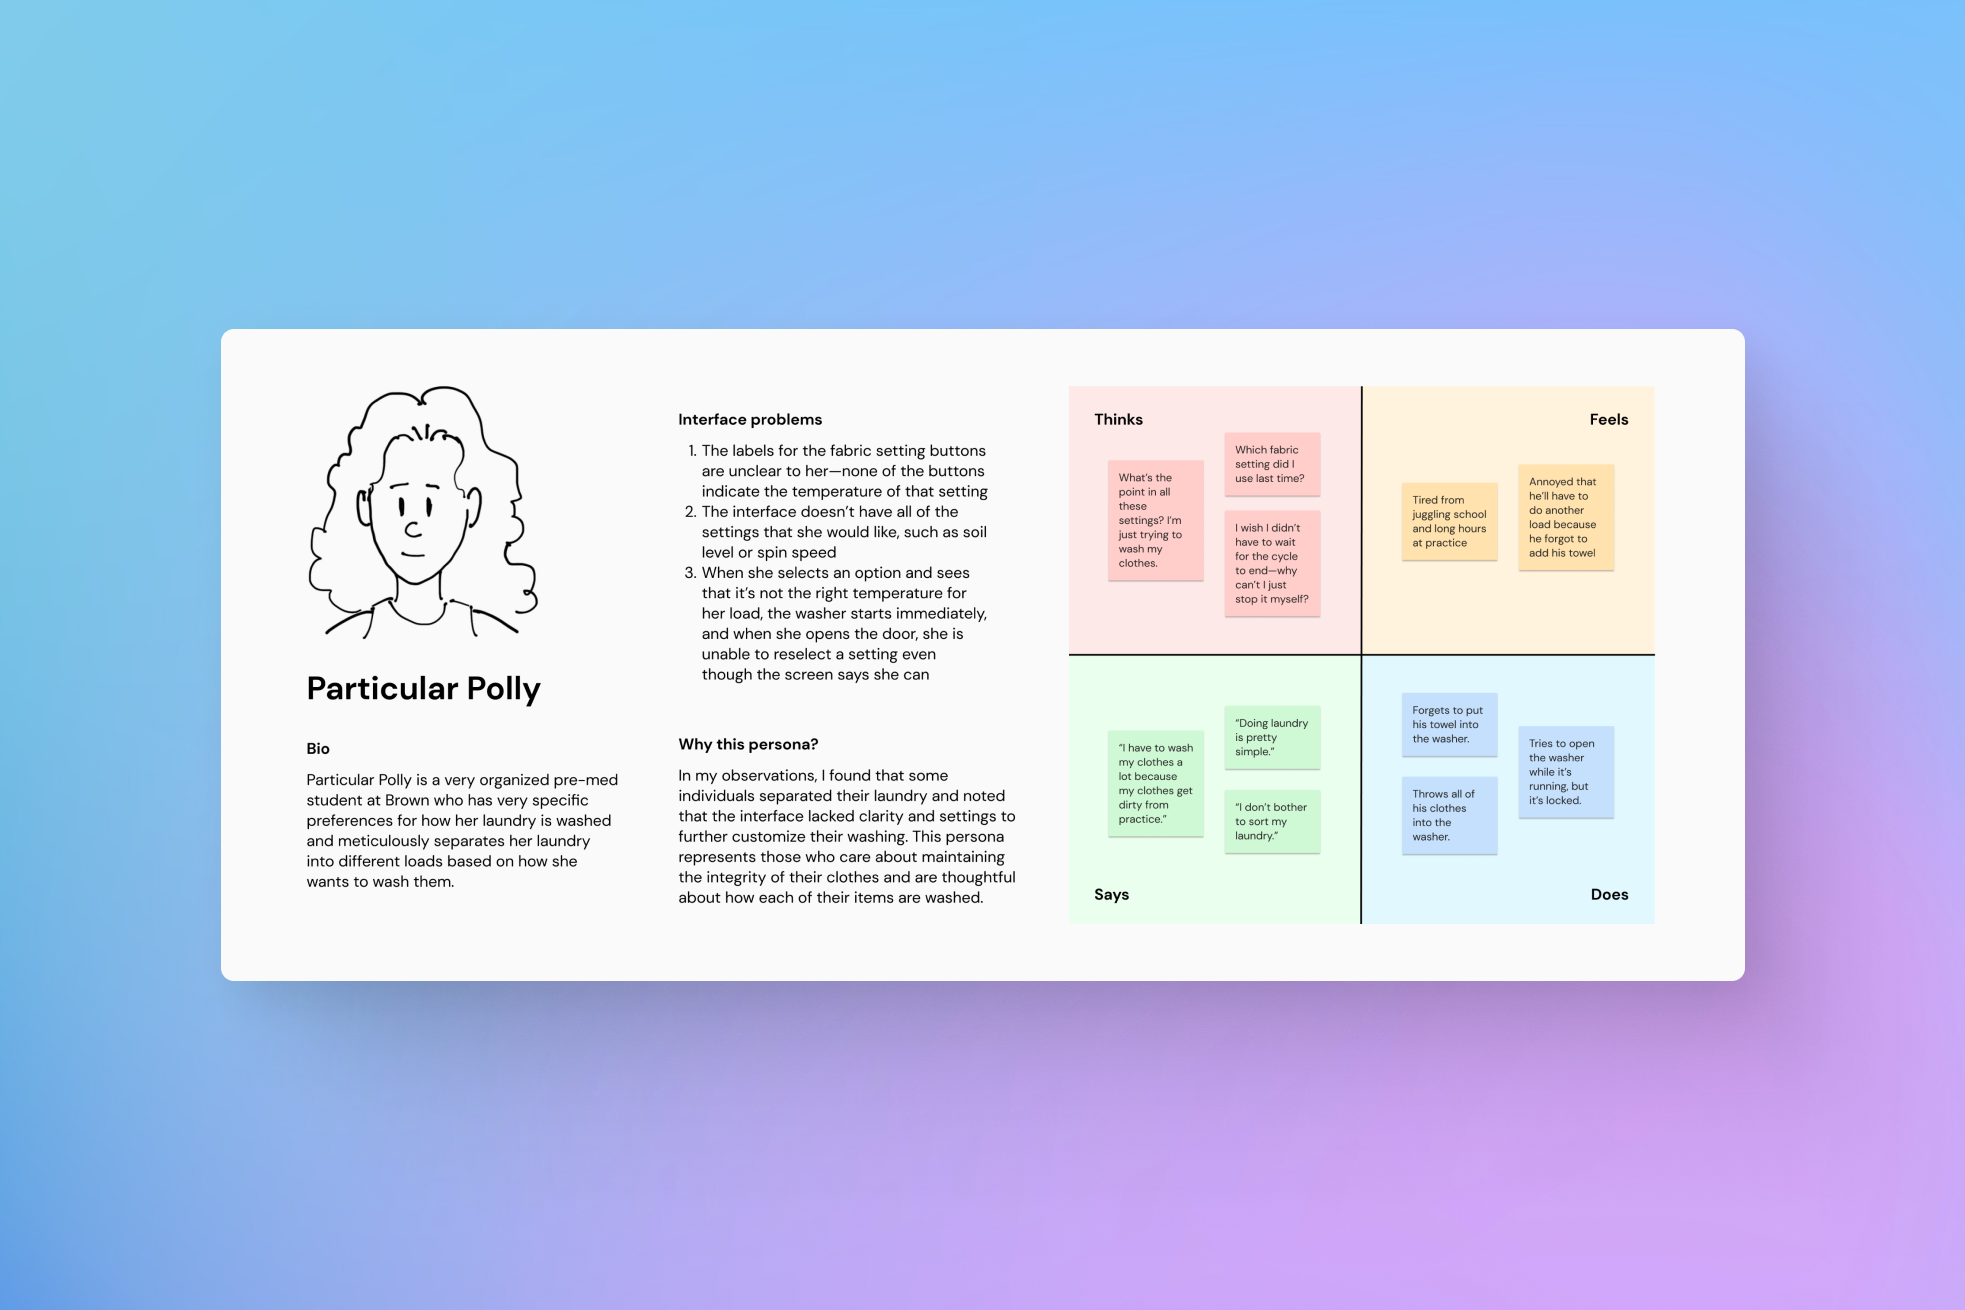 Particular Polly
Bio
Particular Polly is a very organized pre-med
student at Brown who has very specific
preferences for how her laundry is washed
and meticulously separates her laundry
into different loads based on how she
wants to wash them.
Interface problems
1. The labels for the fabric setting buttons
are unclear to her—none of the buttons
indicate the temperature of that setting
2. The interface doesn’t have all of the
settings that she would like, such as soil
level or spin speed
3. When she selects an option and sees
that it’s not the right temperature for
her load, the washer starts immediately,
and when she opens the door, she is
unable to reselect a setting even
though the screen says she can
Why this persona?
In my observations, I found that some
individuals separated their laundry and noted
that the interface lacked clarity and settings to
further customize their washing. This persona
represents those who care about maintaining
the integrity of their clothes and are thoughtful
about how each of their items are washed.
Thinks
What’s the
point in all
these
settings? I’m
just trying to
wash my
clothes.
Which fabric
setting did I
use last time?
I wish I didn’t
have to wait
for the cycle
to end—why
can’t I just
stop it myself?
Feels
Tired from
juggling school
and long hours
at practice
Annoyed that
he’ll have to
do another
load because
he forgot to
add his towel
“I have to wash
my clothes a
lot because
my clothes get
dirty from
practice.”
“Doing laundry
is pretty
simple.”
“I don’t bother
to sort my
laundry.”
Says
Forgets to put
his towel into
the washer.
Throws all of
his clothes
into the
washer.
Tries to open
the washer
while it’s
running, but
it’s locked.
Does